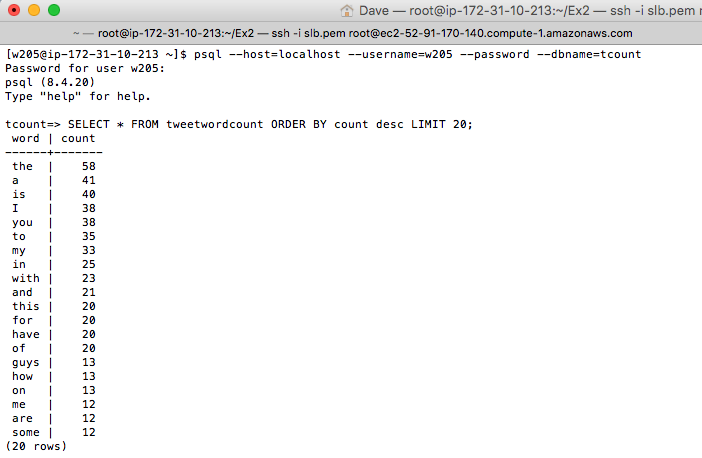 Dave — root@ip-172-31-10-213:~/Ex2 — ssh -i slb.pem r
~ — root@ip-172-31-10-213:~/Ex2 — ssh -i slb.pem root@ec2-52-91-170-140.compute-1.amazonaws.com
[w205@ip-172-31-10-213 ~]$ psql --host=localhost --username=w205 --password --dbname=tcount
Password for user w205:
psql (8.4.20)
Type "help" for help.

tcount=> SELECT * FROM tweetwordcount ORDER BY count desc LIMIT 20;
 word | count
------+-------
 the  |    58
 a    |    41
 is   |    40
 I    |    38
 you  |    38
 to   |    35
 my   |    33
 in   |    25
 with |    23
 and  |    21
 this |    20
 for  |    20
 have |    20
 of   |    20
 guys |    13
 how  |    13
 on   |    13
 me   |    12
 are  |    12
 some |    12
(20 rows)